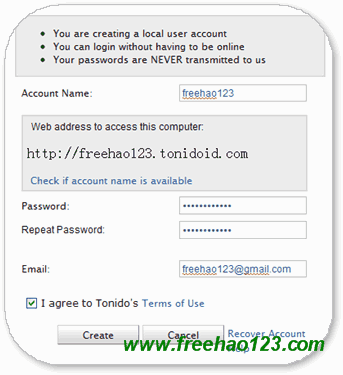 You are creating a local user account
You can login without having to be online
Your passwords are NEVER transmitted to us
Account Name: freehao123
Web address to access this computer:
http://freehao123.tonidoid.com
Check if account name is available
Password: ••••••••••••
Repeat Password: ••••••••••••
Email: freehao123@gmail.com
I agree to Tonido's Terms of Use
Create Cancel Recover Account
Help
www.freehao123.com